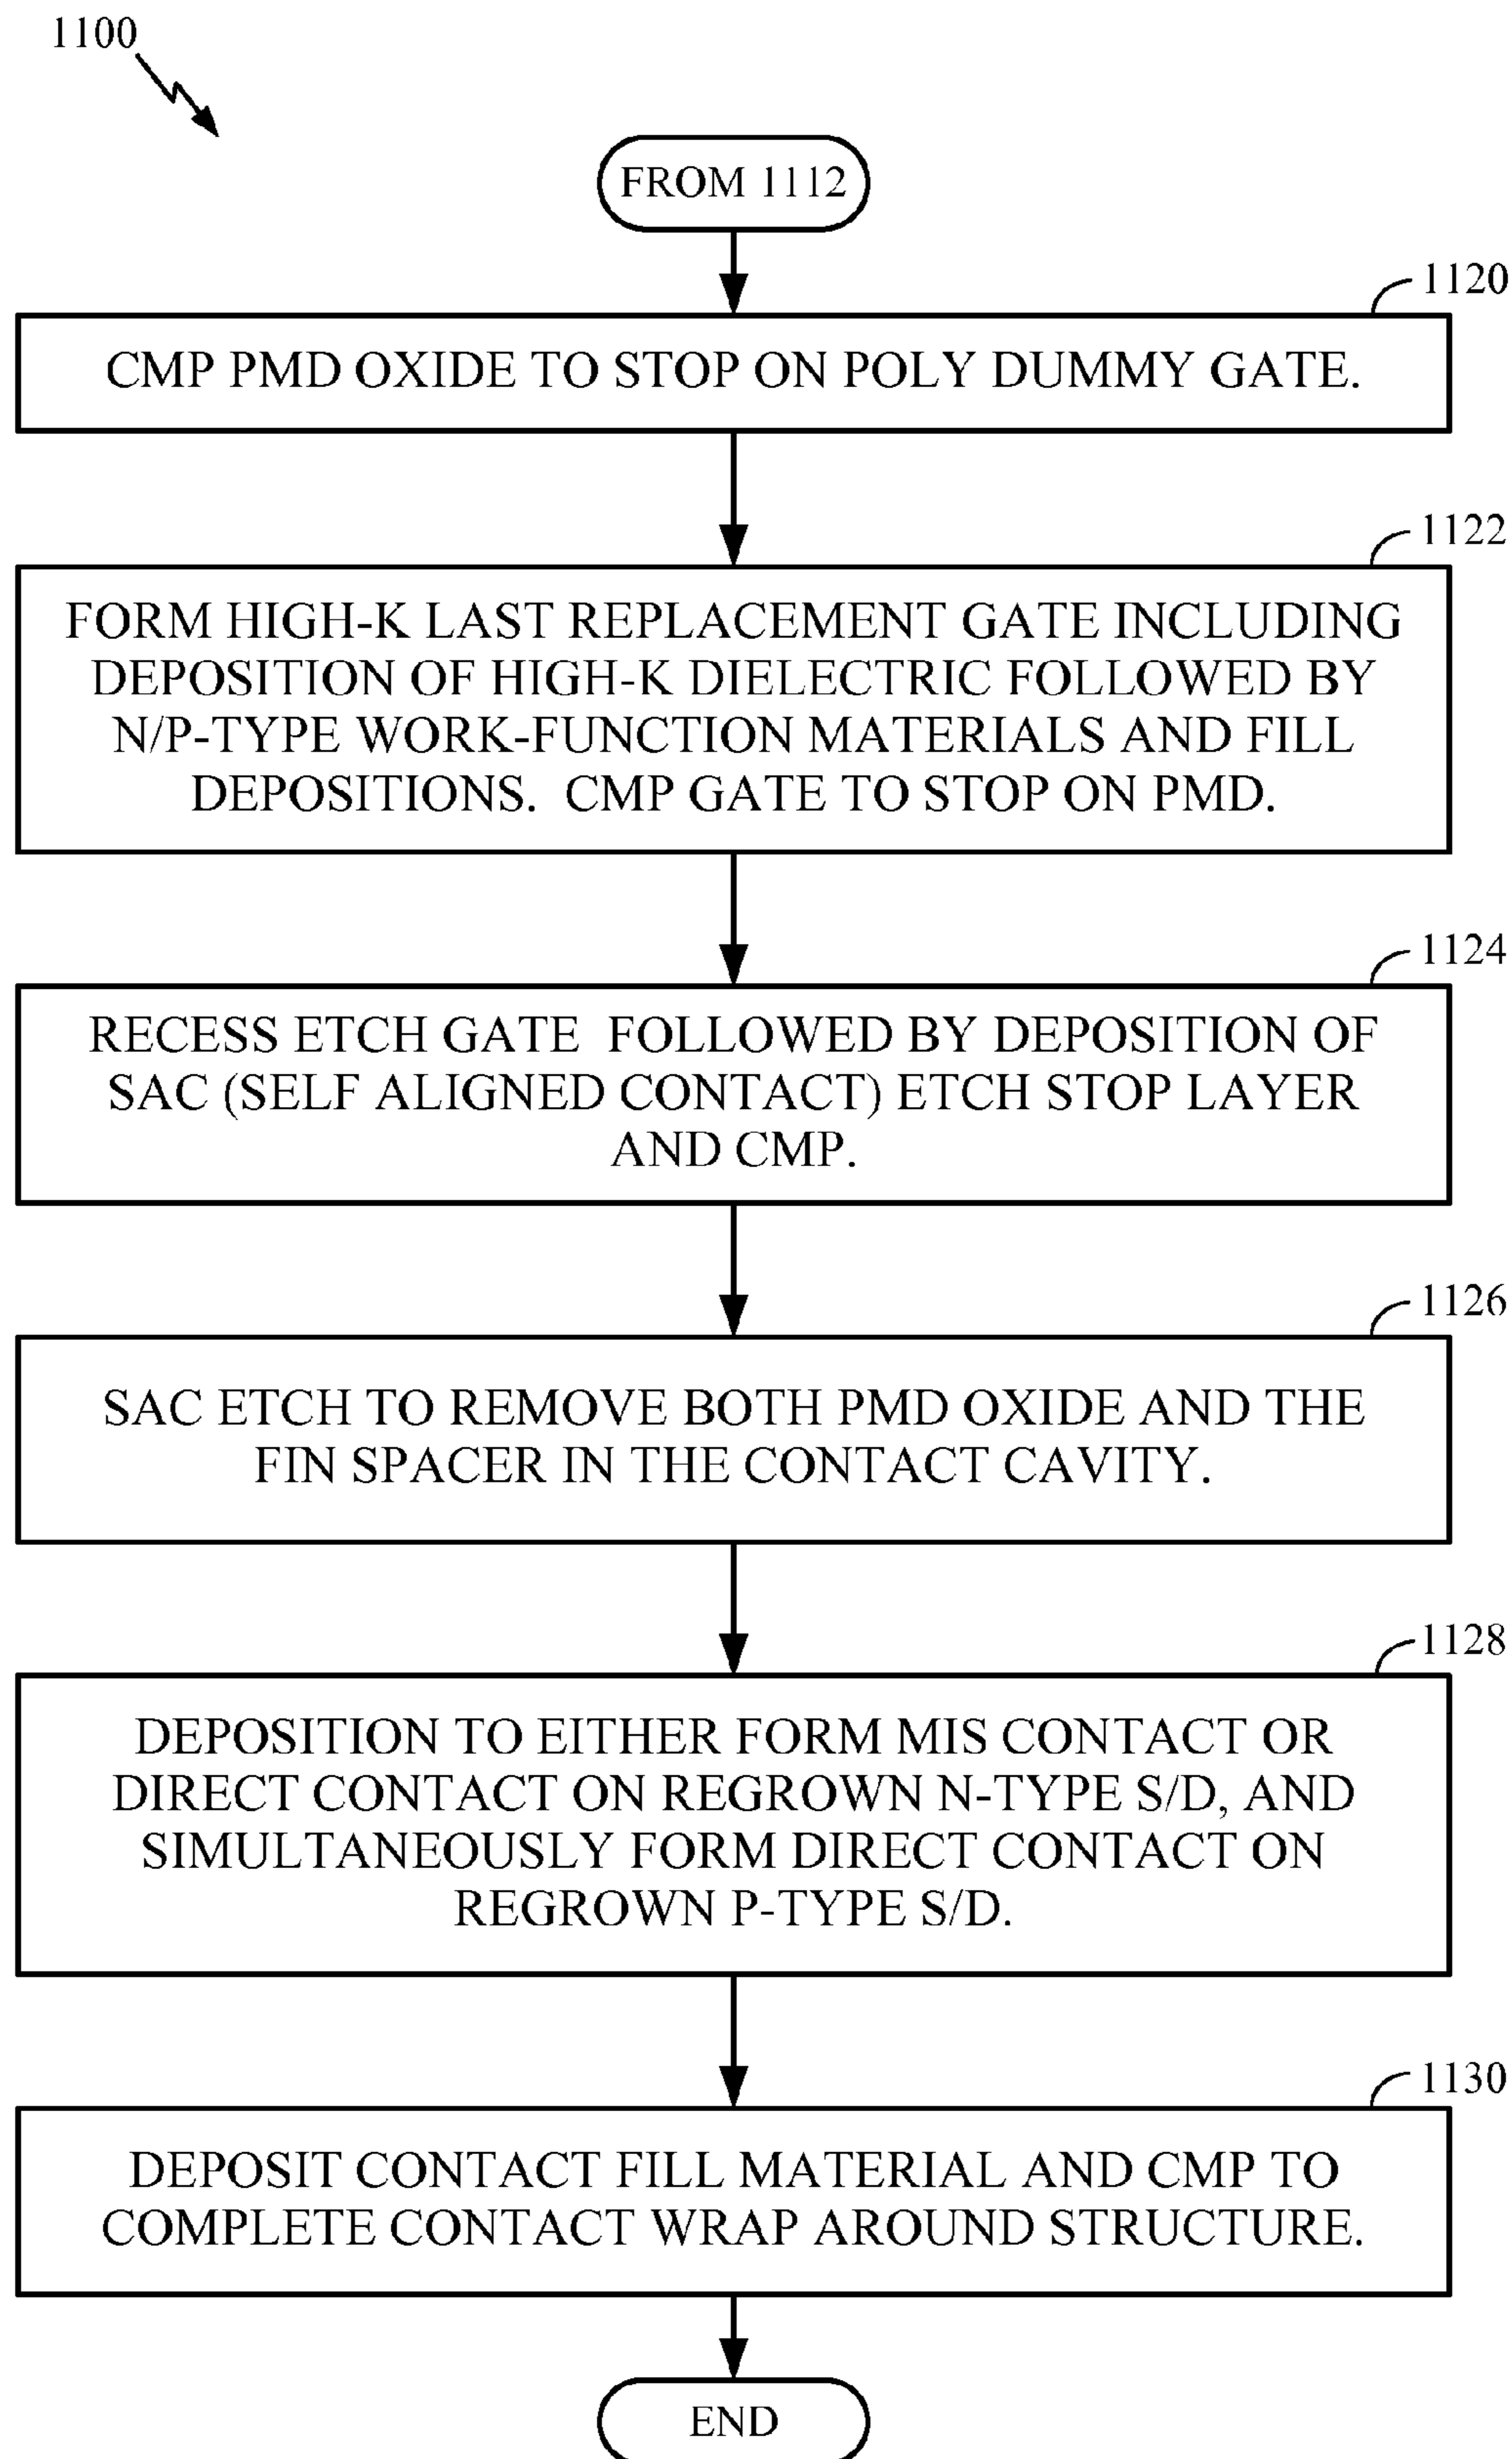 1100
FROM 1112
1120
CMP PMD OXIDE TO STOP ON POLY DUMMY GATE.
1122
FORM HIGH-K LAST REPLACEMENT GATE INCLUDING
DEPOSITION OF HIGH-K DIELECTRIC FOLLOWED BY
N/P-TYPE WORK-FUNCTION MATERIALS AND FILL
DEPOSITIONS.  CMP GATE TO STOP ON PMD.
1124
RECESS ETCH GATE  FOLLOWED BY DEPOSITION OF
SAC (SELF ALIGNED CONTACT) ETCH STOP LAYER
AND CMP.
1126
SAC ETCH TO REMOVE BOTH PMD OXIDE AND THE
FIN SPACER IN THE CONTACT CAVITY.
1128
DEPOSITION TO EITHER FORM MIS CONTACT OR
DIRECT CONTACT ON REGROWN N-TYPE S/D, AND
SIMULTANEOUSLY FORM DIRECT CONTACT ON
REGROWN P-TYPE S/D.
1130
DEPOSIT CONTACT FILL MATERIAL AND CMP TO
COMPLETE CONTACT WRAP AROUND STRUCTURE.
END